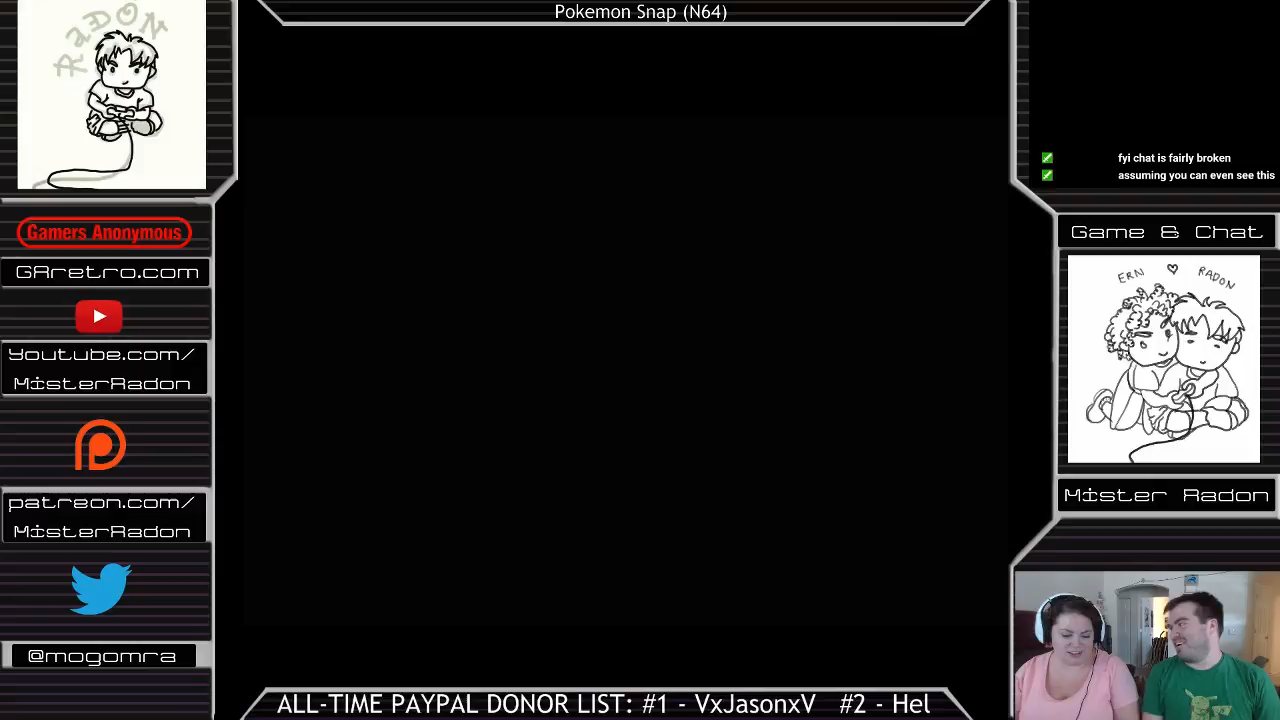 Pokemon Snap (N64)
RADON
fyi chat is fairly broken
assuming you can even see this
Gamers Anonymous
Game & Chat
GAretro.com
ERN RADON
Youtube.com/
MisterRadon
patreon.com/
MisterRadon
Mister Radon
@mogomra
ALL-TIME PAYPAL DONOR LIST: #1 - VxJasonxV #2 - Hel